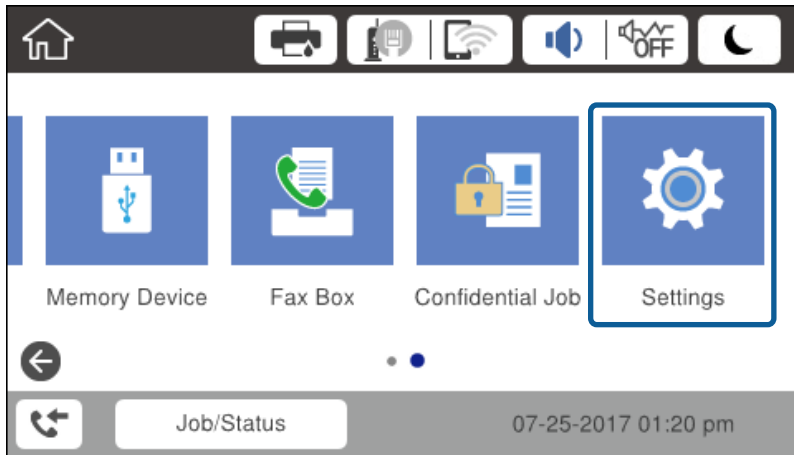 OFF
Memory Device
Fax Box
Confidential Job
Settings
Job/Status
07-25-2017 01:20 pm